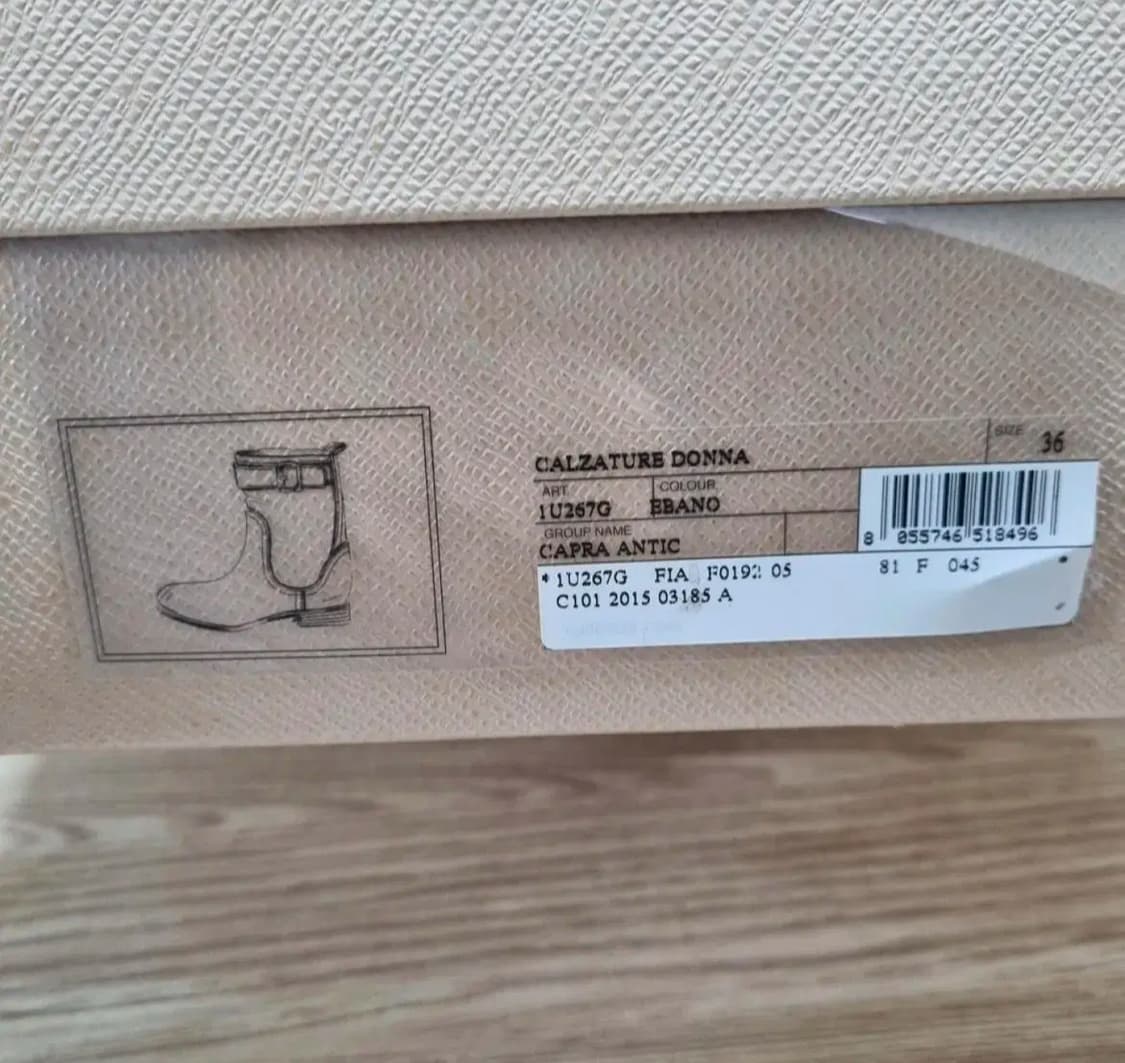 SIZE 36
CALZATURE DONNA
ART. COLOUR
1U267G EBANO
GROUP NAME
CAPRA ANTIC
8 055746 518496
* 1U267G FIA F0192 05 81 F 045
C101 2015 03185 A